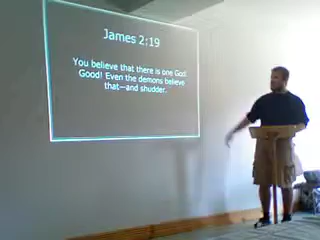 James 2:19
You believe that there is one God.
Good! Even the demons believe
that—and shudder.